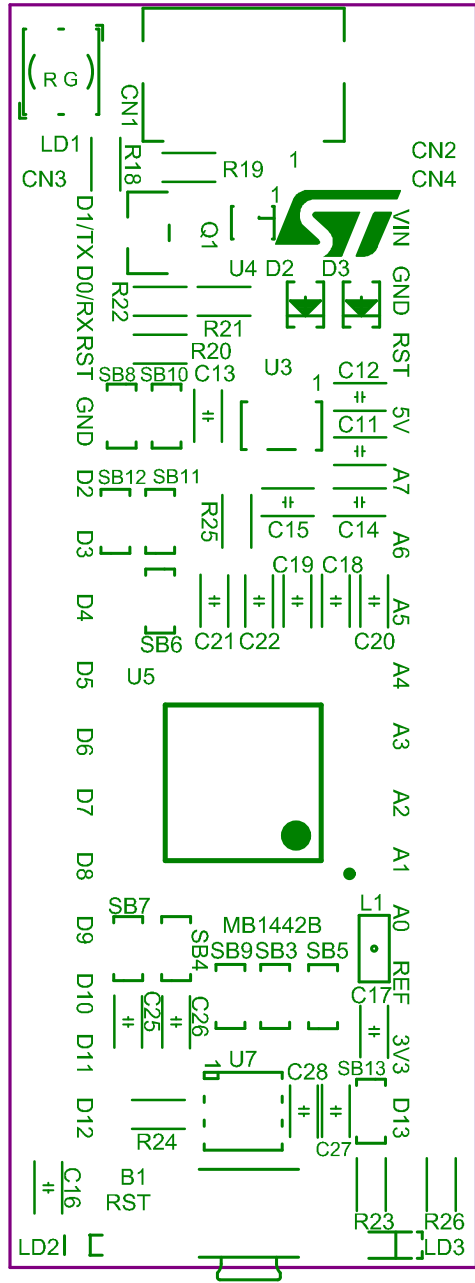 R G
CN1
LD1
R18
R19
1
CN2
CN3
CN4
1
D1/TX
Q1
ST
VIN
U4 D2 D3
D0/RX
GND
R22
R21
RST
R20
RST
SB8 SB10
C13
U3
1
C12
GND
5V
C11
D2
SB12 SB11
A7
R25
C15
C14
D3
A6
C19 C18
D4
A5
SB6
C21 C22
C20
D5
U5
A4
D6
A3
D7
A2
D8
A1
L1
SB7
D9
SB4
MB1442B
A0
SB9 SB3 SB5
D10
REF
C25
C26
C17
D11
3V3
U7
1
C28
SB13
D12
D13
R24
C27
C16
B1
RST
R23
R26
LD2
LD3